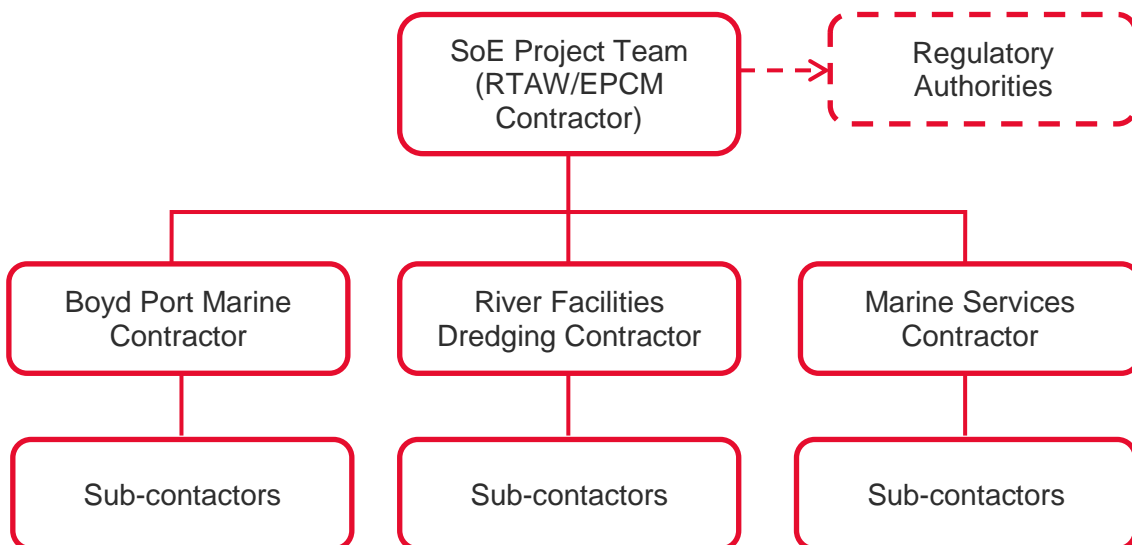 SoE Project Team
(RTAW/EPCM
Contractor)
Regulatory
Authorities
Boyd Port Marine
Contractor
River Facilities
Dredging Contractor
Marine Services
Contractor
Sub-contactors
Sub-contactors
Sub-contactors